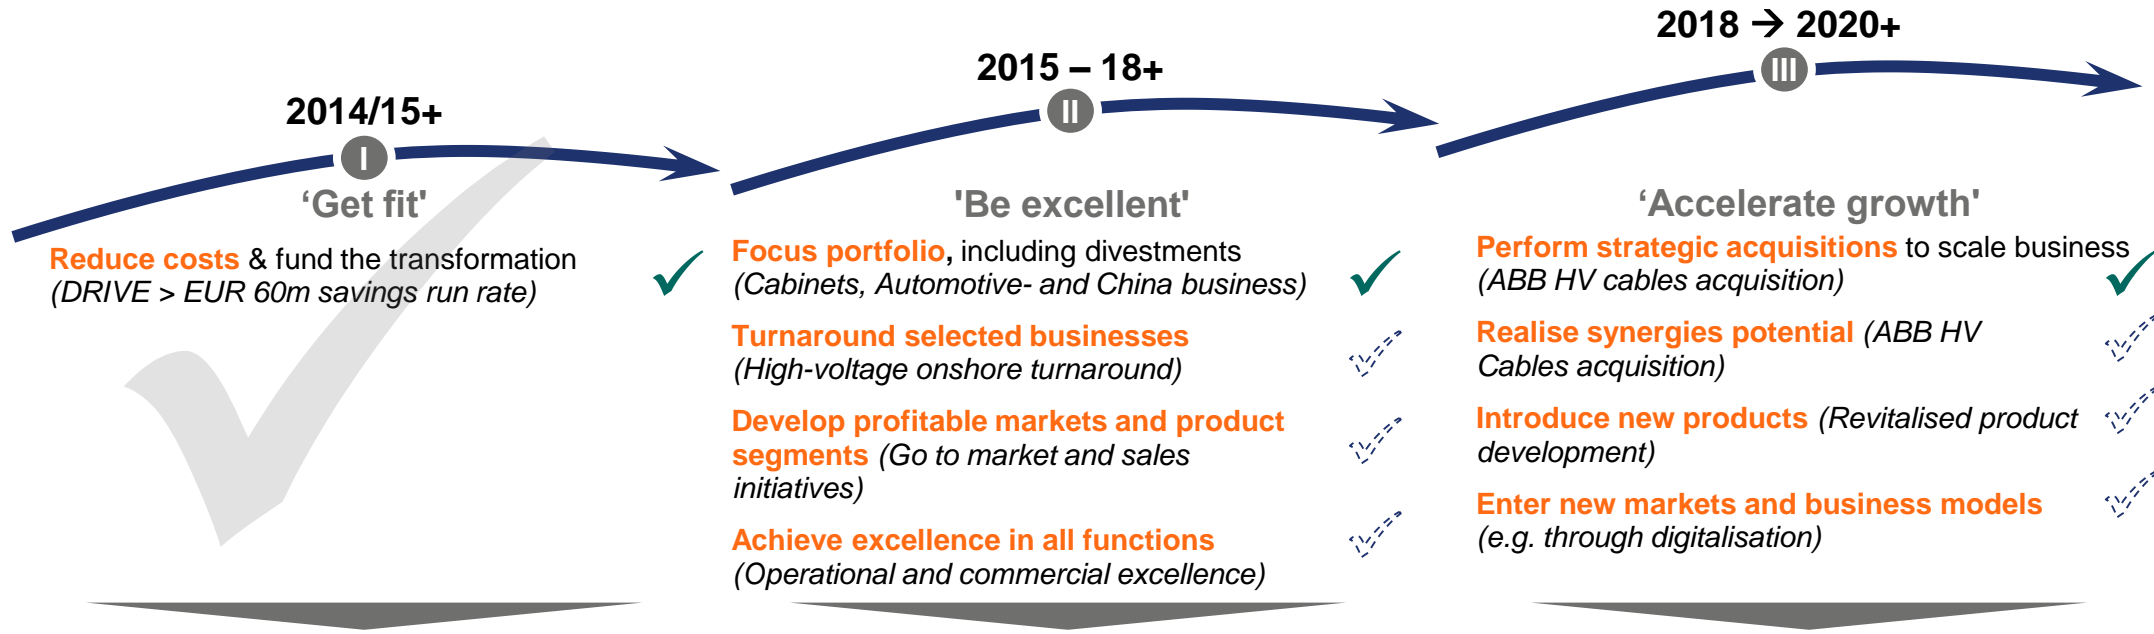 2014/15+
I
‘Get fit'
Reduce costs & fund the transformation
(DRIVE > EUR 60m savings run rate)
2015 – 18+
II
'Be excellent'
Focus portfolio, including divestments
(Cabinets, Automotive- and China business)
Turnaround selected businesses
(High-voltage onshore turnaround)
Develop profitable markets and product
segments (Go to market and sales
initiatives)
Achieve excellence in all functions
(Operational and commercial excellence)
2018 → 2020+
III
‘Accelerate growth'
Perform strategic acquisitions to scale business
(ABB HV cables acquisition)
Realise synergies potential (ABB HV
Cables acquisition)
Introduce new products (Revitalised product
development)
Enter new markets and business models
(e.g. through digitalisation)